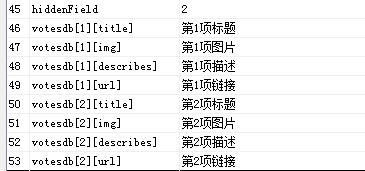 45 hiddenField 2
46 votesdb[1][title] 第1项标题
47 votesdb[1][img] 第1项图片
48 votesdb[1][describes] 第1项描述
49 votesdb[1][url] 第1项链接
50 votesdb[2][title] 第2项标题
51 votesdb[2][img] 第2项图片
52 votesdb[2][describes] 第2项描述
53 votesdb[2][url] 第2项链接